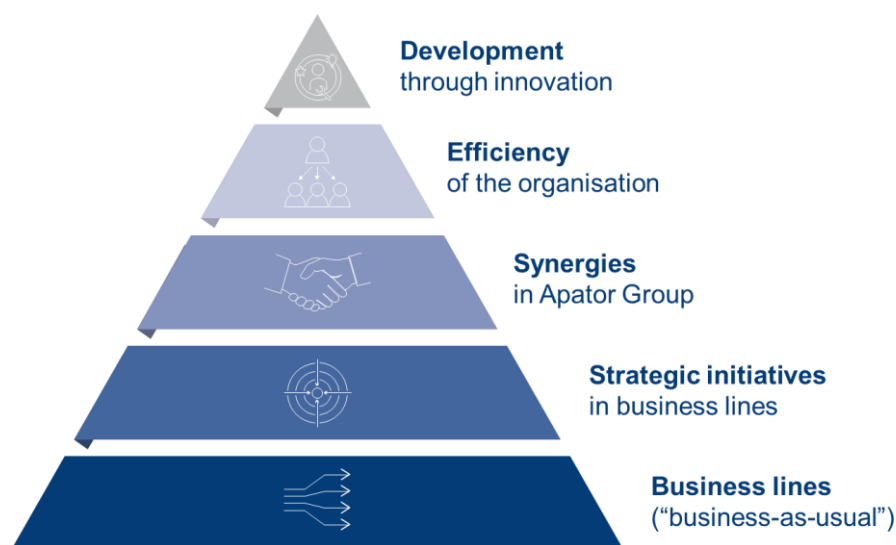 Development
through innovation
Efficiency
of the organisation
Synergies
in Apator Group
Strategic initiatives
in business lines
Business lines
(“business-as-usual”)